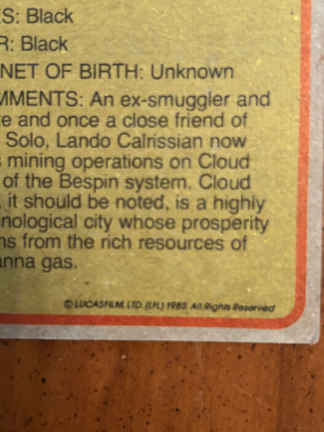 S: Black
R: Black
NET OF BIRTH: Unknown
MMENTS: An ex-smuggler and
e and once a close friend of
Solo, Lando Calrissian now
s mining operations on Cloud
of the Bespin system. Cloud
, it should be noted, is a highly
nological city whose prosperity
ns from the rich resources of
anna gas.
© LUCASFILM, LTD. (LFL) 1980. All Rights Reserved